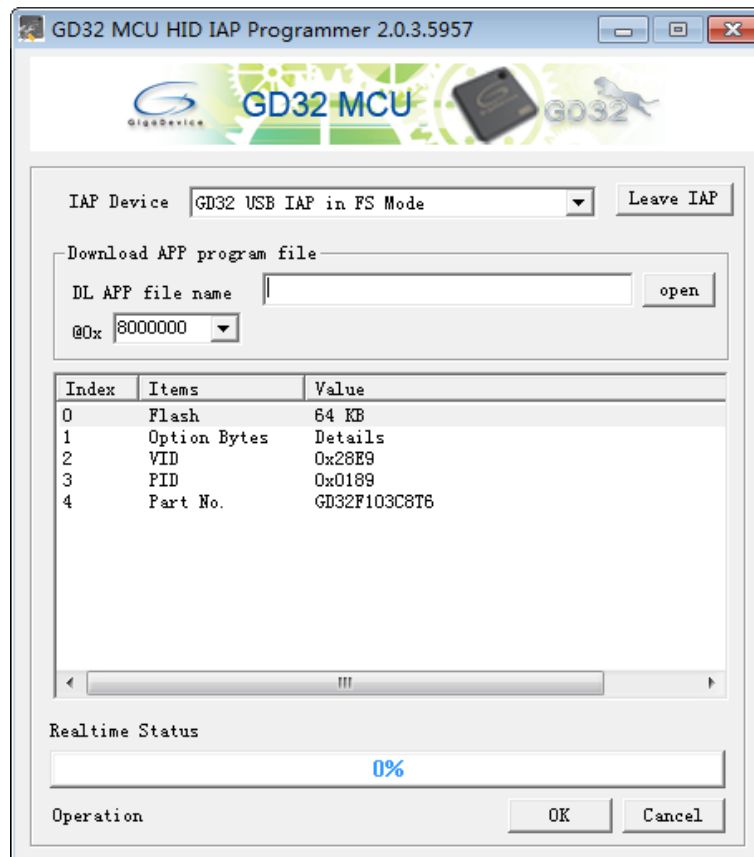 GD32 MCU HID IAP Programmer 2.0.3.5957
GigaDevice
GD32 MCU
GD32
IAP Device GD32 USB IAP in FS Mode Leave IAP
Download APP program file
DL APP file name open
@0x 8000000
Index Items Value
0 Flash 64 KB
1 Option Bytes Details
2 VID 0x28E9
3 PID 0x0189
4 Part No. GD32F103C8T6
Realtime Status
0%
Operation OK Cancel